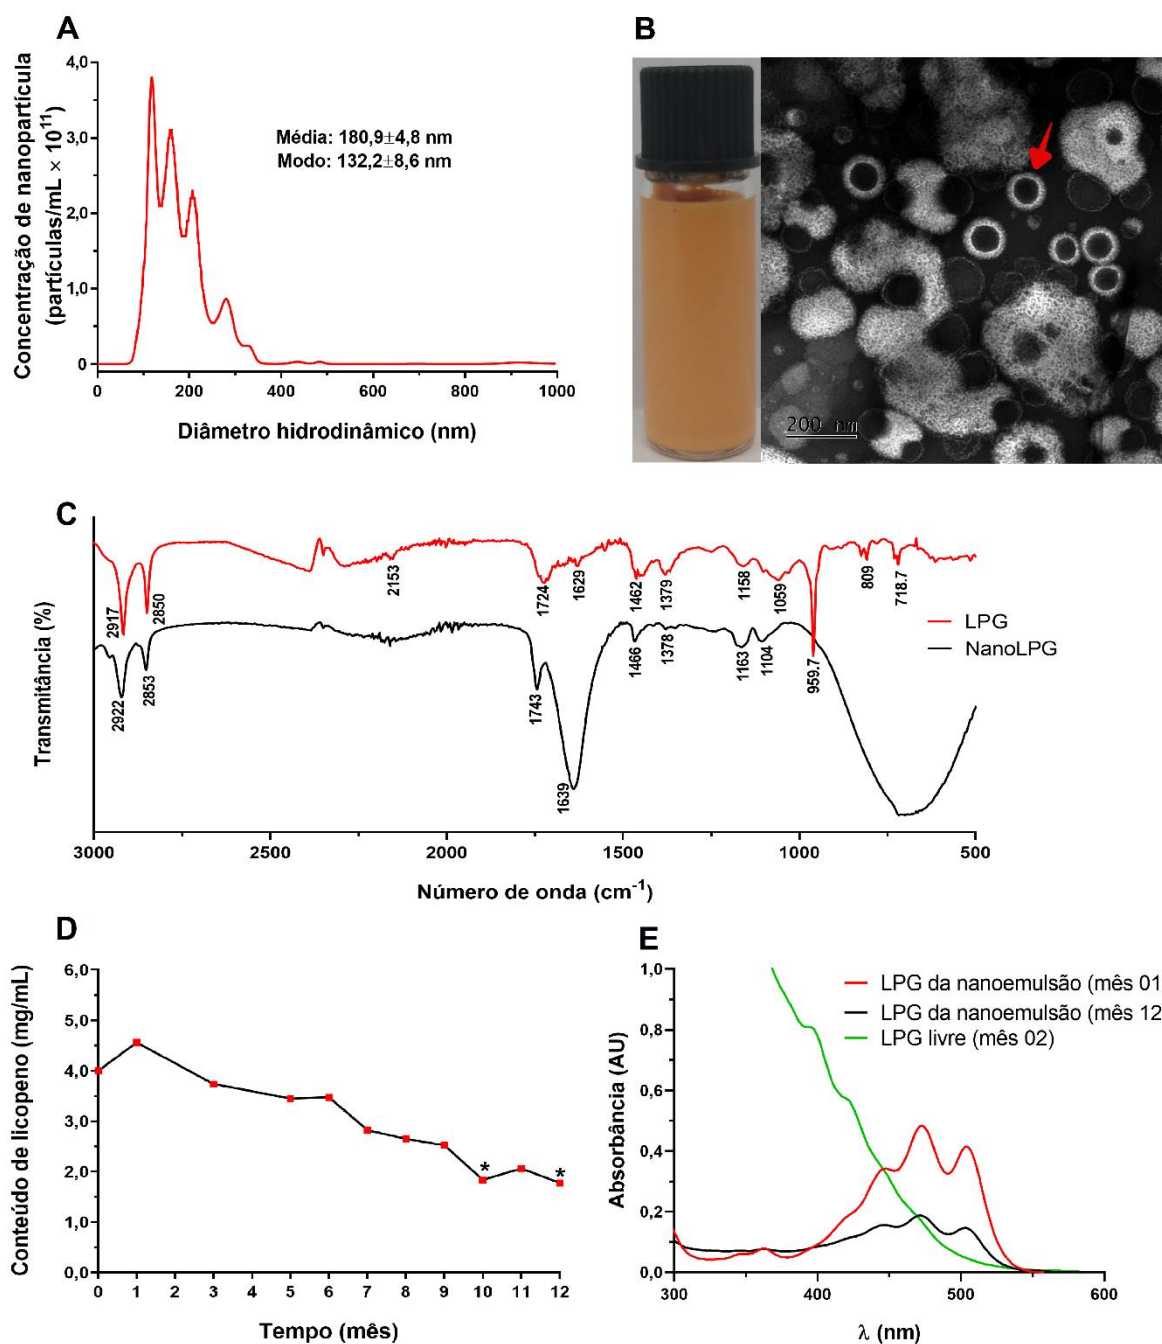 A
Concentração de nanopartícula
(partículas/mL × 10¹¹)
4,0
3,0
2,0
1,0
0
0
200
400
600
800
1000
Média: 180,9±4,8 nm
Modo: 132,2±8,6 nm
Diâmetro hidrodinâmico (nm)
B
200 nm
C
Transmitância (%)
2917
2850
2153
1724
1629
1462
1379
1158
1059
959.7
809
718.7
LPG
NanoLPG
2922
2853
1743
1639
1466
1378
1163
1104
3000
2500
2000
1500
1000
500
Número de onda (cm⁻¹)
D
Conteúdo de licopeno (mg/mL)
6,0
5,0
4,0
3,0
2,0
1,0
0,0
*
*
0 1 2 3 4 5 6 7 8 9 10 11 12
Tempo (mês)
E
Absorbância (AU)
1,0
0,8
0,6
0,4
0,2
0,0
LPG da nanoemulsão (mês 01
LPG da nanoemulsão (mês 12
LPG livre (mês 02)
300
400
500
600
λ (nm)